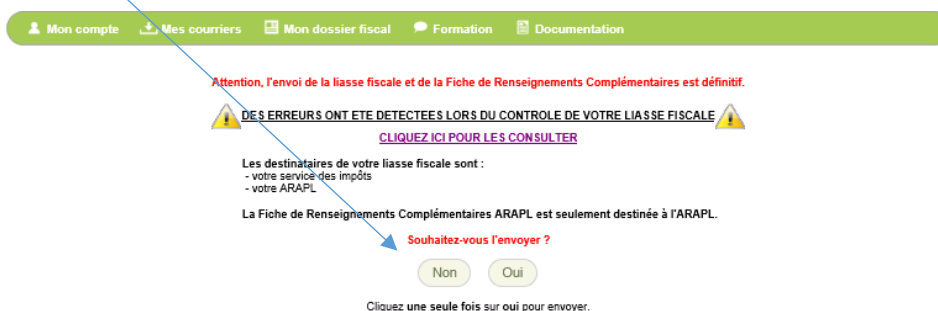 Mon compte Mes courriers Mon dossier fiscal Formation Documentation
Attention, l'envoi de la liasse fiscale et de la Fiche de Renseignements Complémentaires est définitif.
DES ERREURS ONT ETE DETECTEES LORS DU CONTROLE DE VOTRE LIASSE FISCALE
CLIQUEZ ICI POUR LES CONSULTER
Les destinataires de votre liasse fiscale sont :
- votre service des impôts
- votre ARAPL
La Fiche de Renseignements Complémentaires ARAPL est seulement destinée à l'ARAPL.
Souhaitez-vous l'envoyer ?
Non Oui
Cliquez une seule fois sur oui pour envoyer.